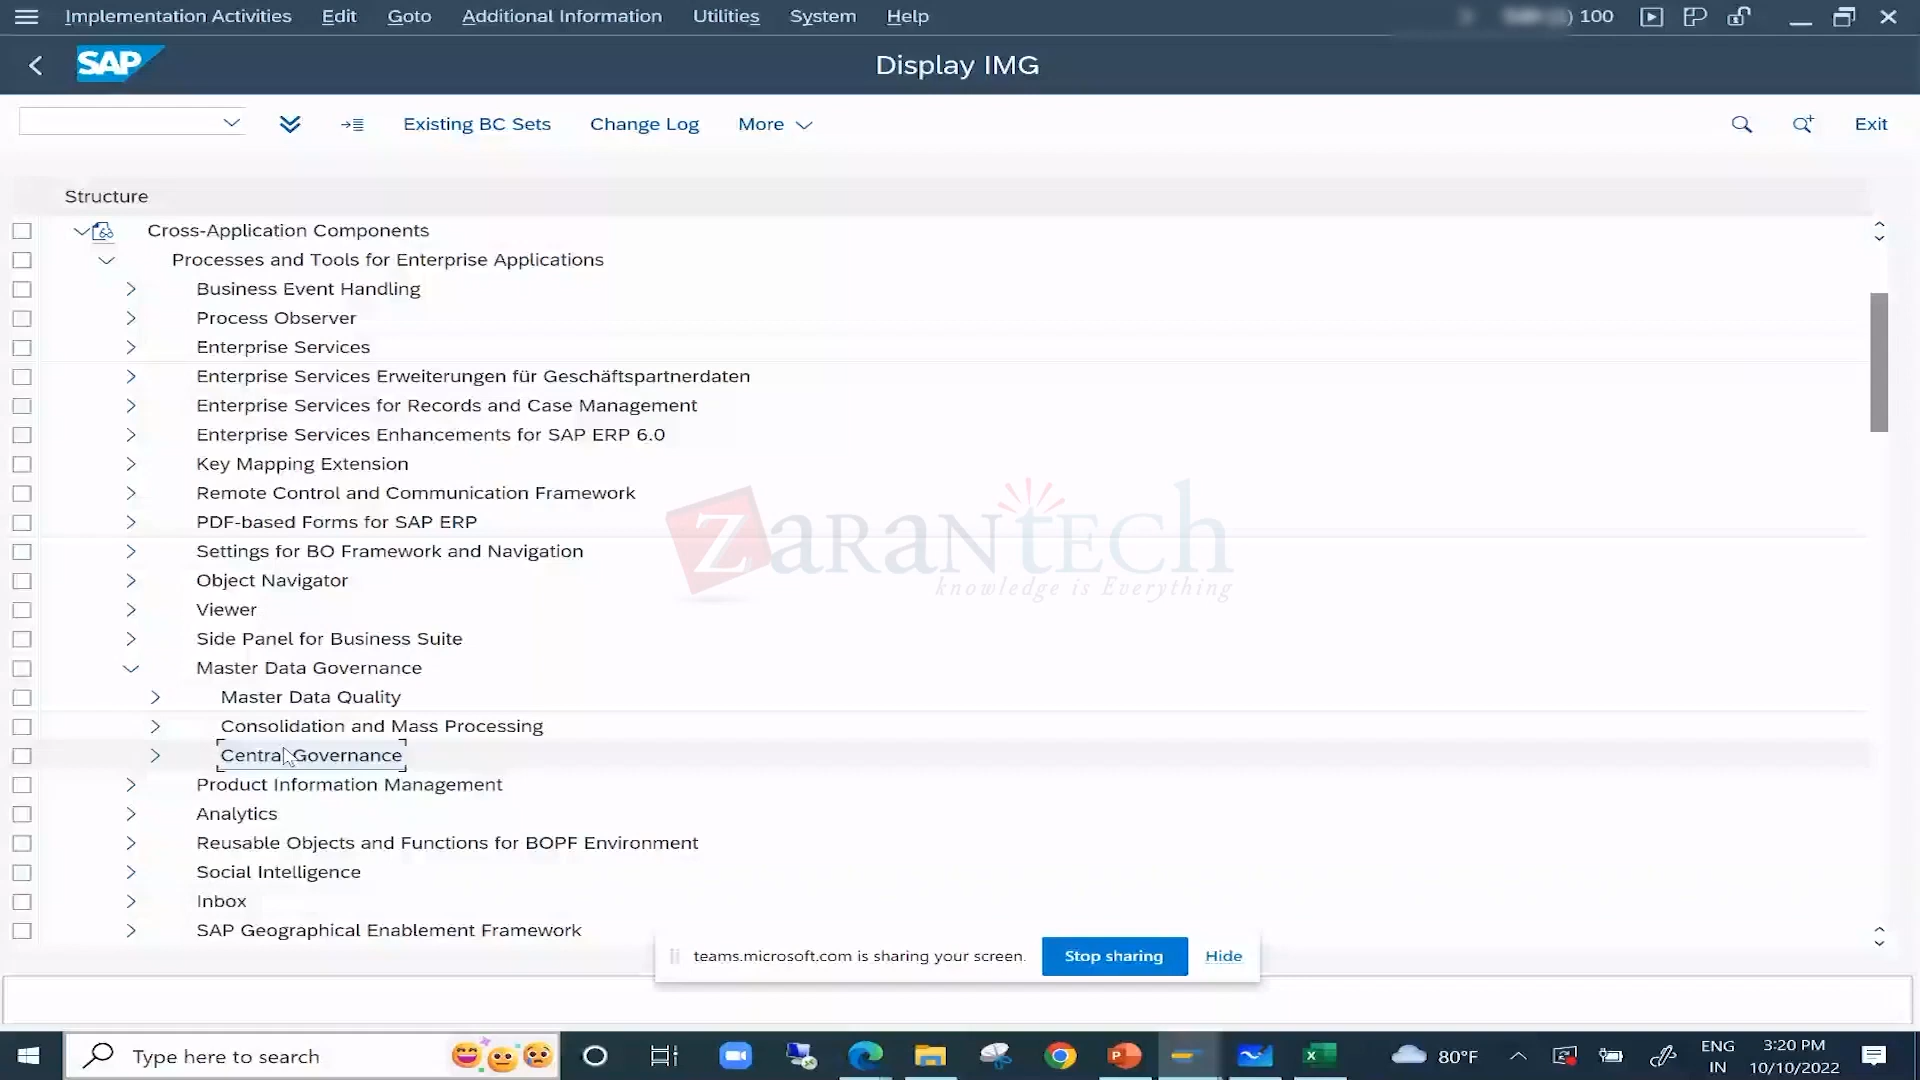 Implementation Activities Edit Goto Additional Information Utilities System Help 100
SAP Display IMG
Existing BC Sets Change Log More Exit
Structure
Cross-Application Components
Processes and Tools for Enterprise Applications
Business Event Handling
Process Observer
Enterprise Services
Enterprise Services Erweiterungen für Geschäftspartnerdaten
Enterprise Services for Records and Case Management
Enterprise Services Enhancements for SAP ERP 6.0
Key Mapping Extension
Remote Control and Communication Framework
PDF-based Forms for SAP ERP
Settings for BO Framework and Navigation
ZaranTech
knowledge is Everything
Object Navigator
Viewer
Side Panel for Business Suite
Master Data Governance
Master Data Quality
Consolidation and Mass Processing
Central Governance
Product Information Management
Analytics
Reusable Objects and Functions for BOPF Environment
Social Intelligence
Inbox
SAP Geographical Enablement Framework
teams.microsoft.com is sharing your screen. Stop sharing Hide
Type here to search
80°F
ENG
IN
3:20 PM
10/10/2022